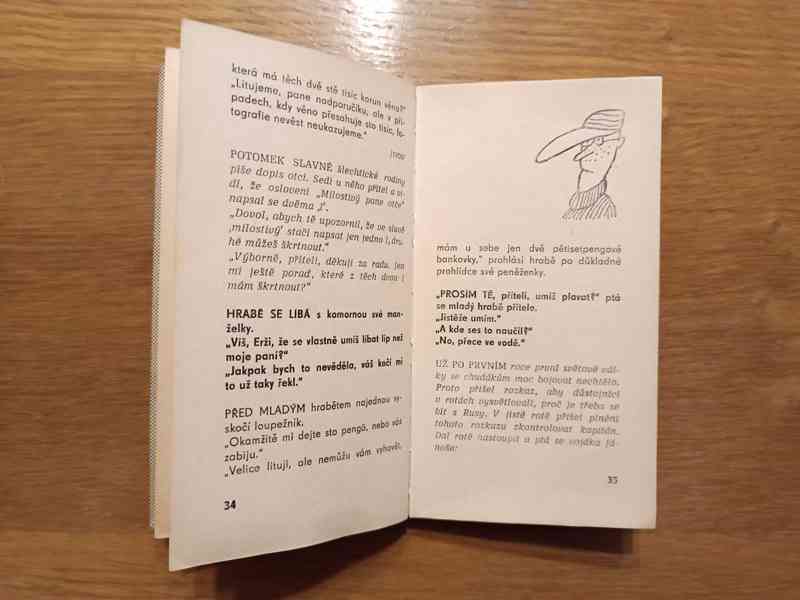 která má těch dvě stě tisíc korun věna?"
„Litujeme, pane nadporučíku, ale v pří-
padech, kdy věno přesahuje sto tisíc, fo-
tografie nevěst neukazujeme."
POTOMEK SLAVNÉ šlechtické rodiny
píše dopis otci. Sedí u něho přítel a vi-
dí, že oslovení „Milostivý pane otče"
napsal se dvěma „l".
„Dovol, abych tě upozornil, že ve slově
‚milostivý' stačí napsat jen jedno l, dru-
hé můžeš škrtnout."
„Výborně, příteli, děkuji za radu. Jen
mi ještě poraď, které z těch dvou l
mám škrtnout?"
HRABĚ SE LÍBÁ s komornou své man-
želky.
„Víš, Erži, že se vlastně umíš líbat líp než
moje paní?"
„Jakpak bych to nevěděla, váš kočí mi
to už taky řekl."
PŘED MLADÝM hrabětem najednou vy-
skočí loupežník.
„Okamžitě mi dejte sto pengö, nebo vás
zabiju."
„Velice lituji, ale nemůžu vám vyhovět,
34
mám u sebe jen dvě pětisetpengové
bankovky," prohlásí hrabě po důkladné
prohlídce své peněženky.
„PROSÍM TĚ, příteli, umíš plavat?" ptá
se mladý hrabě přítele.
„Jistěže umím."
„A kde ses to naučil?"
„No, přece ve vodě."
UŽ PO PRVNÍM roce první světové vál-
ky se chudákům moc bojovat nechtělo.
Proto přišel rozkaz, aby důstojníci
v rotách vysvětlovali, proč je třeba se
bít s Rusy. V jisté rotě přišel plnění
tohoto rozkazu zkontrolovat kapitán.
Dal rotě nastoupit a ptá se vojáka Já-
noše:
35